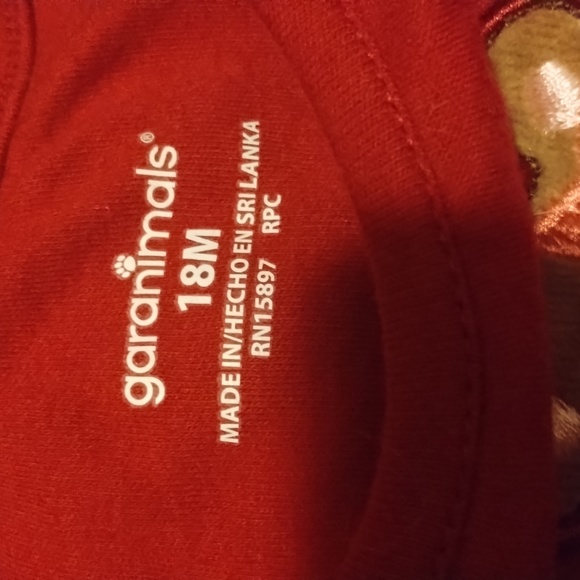 garanimals®
18M
MADE IN/HECHO EN SRI LANKA
RN15897 RPC